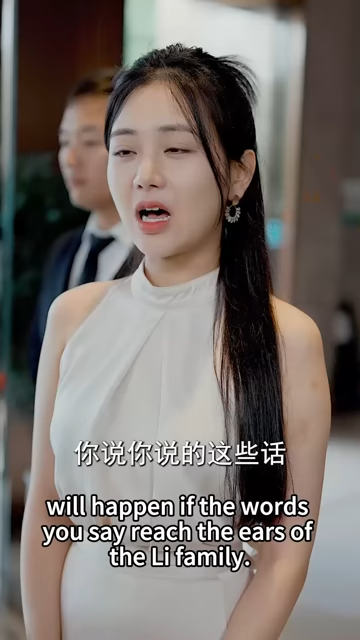 你说你说的这些话
will happen if the words
you say reach the ears of
the Li family.